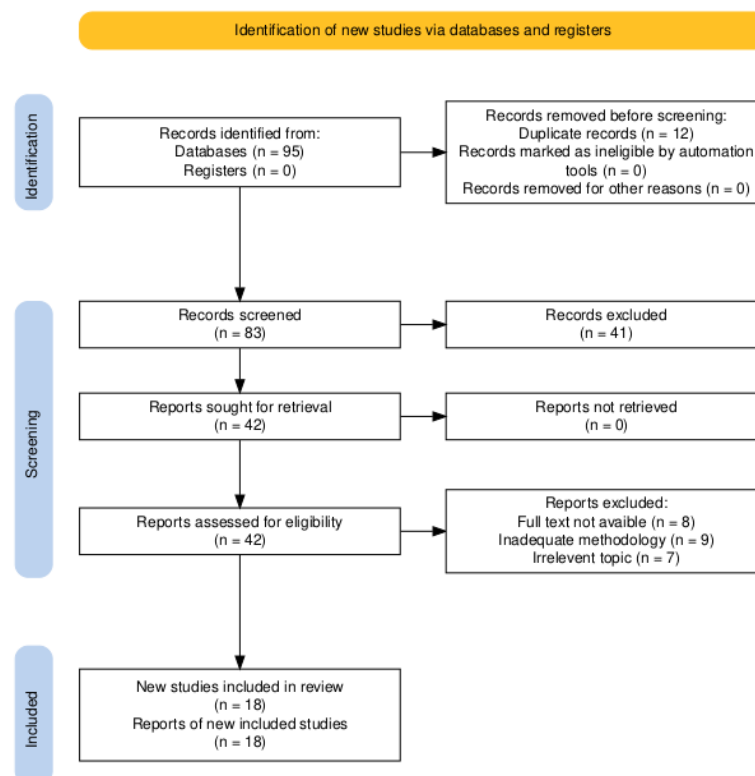 Identification of new studies via databases and registers
Identification
Records identified from:
Databases (n = 95)
Registers (n = 0)
Records removed before screening:
Duplicate records (n = 12)
Records marked as ineligible by automation
tools (n = 0)
Records removed for other reasons (n = 0)
Screening
Records screened
(n = 83)
Records excluded
(n = 41)
Reports sought for retrieval
(n = 42)
Reports not retrieved
(n = 0)
Reports assessed for eligibility
(n = 42)
Reports excluded:
Full text not avaible (n = 8)
Inadequate methodology (n = 9)
Irrelevent topic (n = 7)
Included
New studies included in review
(n = 18)
Reports of new included studies
(n = 18)